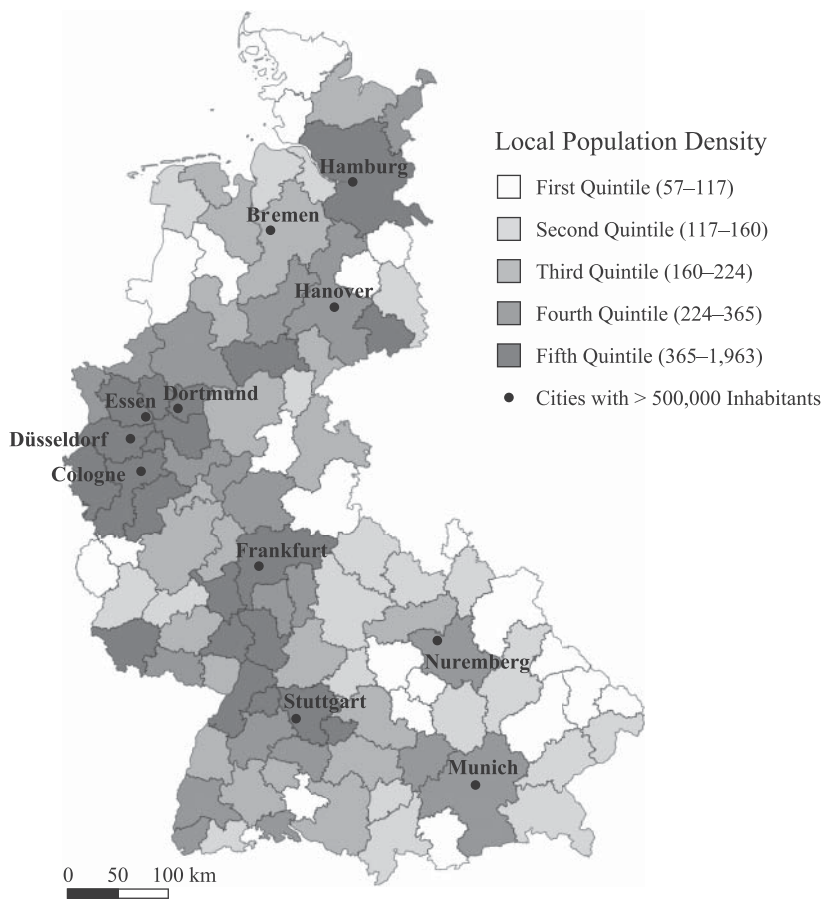 Local Population Density
First Quintile (57–117)
Second Quintile (117–160)
Third Quintile (160–224)
Fourth Quintile (224–365)
Fifth Quintile (365–1,963)
Cities with > 500,000 Inhabitants
Hamburg
Bremen
Hanover
Essen
Dortmund
Düsseldorf
Cologne
Frankfurt
Nuremberg
Stuttgart
Munich
0 50 100 km